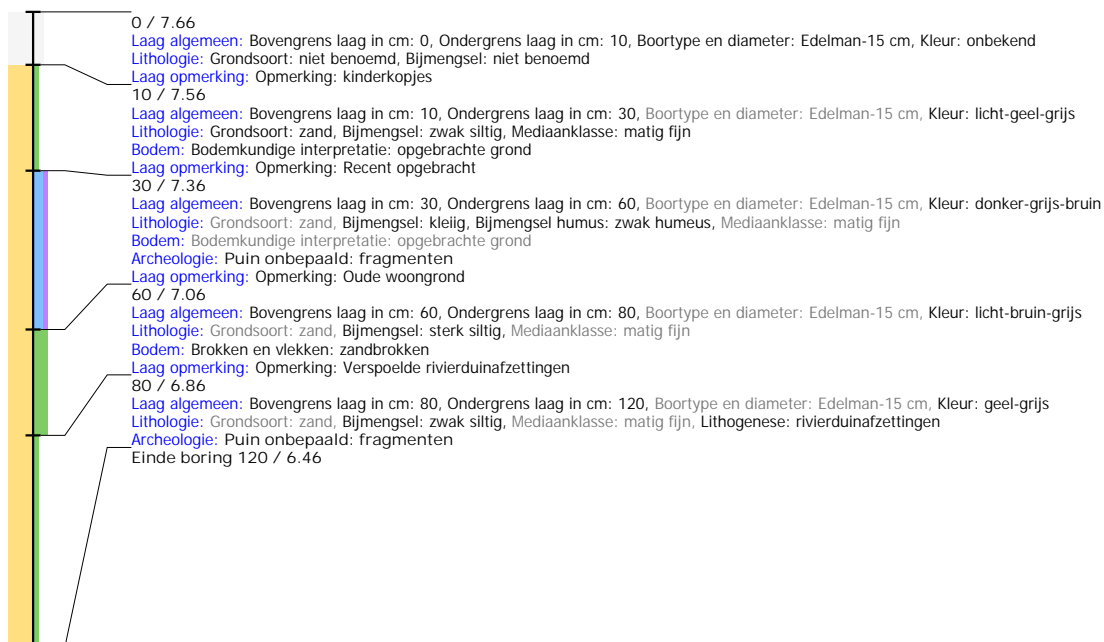 0 / 7.66
Laag algemeen: Bovengrens laag in cm: 0, Ondergrens laag in cm: 10, Boortype en diameter: Edelman-15 cm, Kleur: onbekend
Lithologie: Grondsoort: niet benoemd, Bijmengsel: niet benoemd
Laag opmerking: Opmerking: kinderkopjes
10 / 7.56
Laag algemeen: Bovengrens laag in cm: 10, Ondergrens laag in cm: 30, Boortype en diameter: Edelman-15 cm, Kleur: licht-geel-grijs
Lithologie: Grondsoort: zand, Bijmengsel: zwak siltig, Mediaanklasse: matig fijn
Bodem: Bodemkundige interpretatie: opgebrachte grond
Laag opmerking: Opmerking: Recent opgebracht
30 / 7.36
Laag algemeen: Bovengrens laag in cm: 30, Ondergrens laag in cm: 60, Boortype en diameter: Edelman-15 cm, Kleur: donker-grijs-bruin
Lithologie: Grondsoort: zand, Bijmengsel: kleiig, Bijmengsel humus: zwak humeus, Mediaanklasse: matig fijn
Bodem: Bodemkundige interpretatie: opgebrachte grond
Archeologie: Puin onbepaald: fragmenten
Laag opmerking: Opmerking: Oude woongrond
60 / 7.06
Laag algemeen: Bovengrens laag in cm: 60, Ondergrens laag in cm: 80, Boortype en diameter: Edelman-15 cm, Kleur: licht-bruin-grijs
Lithologie: Grondsoort: zand, Bijmengsel: sterk siltig, Mediaanklasse: matig fijn
Bodem: Brokken en vlekken: zandbrokken
Laag opmerking: Opmerking: Verspoelde rivierduinafzettingen
80 / 6.86
Laag algemeen: Bovengrens laag in cm: 80, Ondergrens laag in cm: 120, Boortype en diameter: Edelman-15 cm, Kleur: geel-grijs
Lithologie: Grondsoort: zand, Bijmengsel: zwak siltig, Mediaanklasse: matig fijn, Lithogenese: rivierduinafzettingen
Archeologie: Puin onbepaald: fragmenten
Einde boring 120 / 6.46